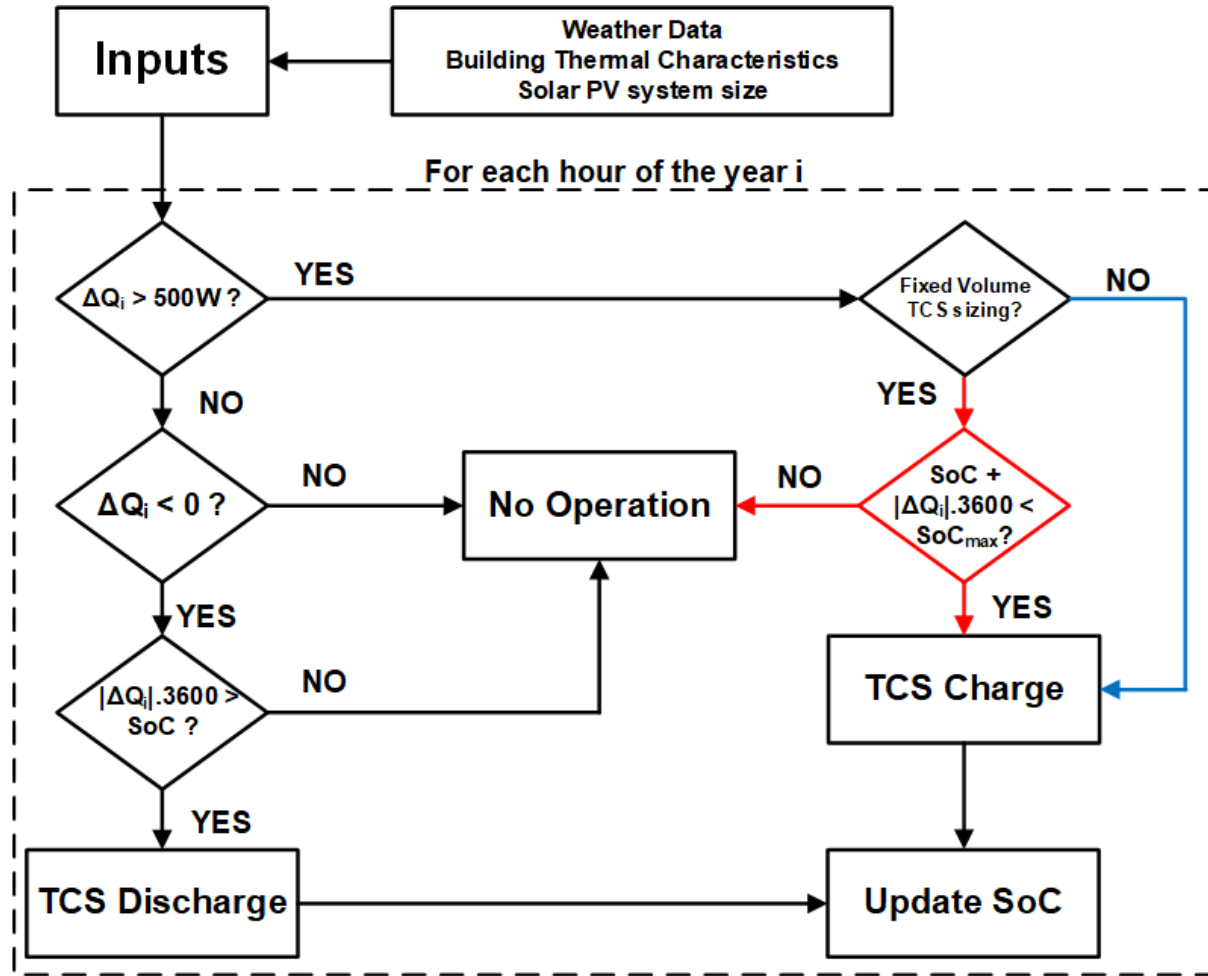 Inputs
Weather Data
Building Thermal Characteristics
Solar PV system size
For each hour of the year i
ΔQᵢ > 500W ?
YES
Fixed Volume
TCS sizing?
NO
NO
YES
ΔQᵢ < 0 ?
NO
No Operation
NO
SoC +
|ΔQᵢ|.3600 <
SoCmax?
YES
YES
|ΔQᵢ|.3600 >
SoC ?
NO
TCS Charge
YES
TCS Discharge
Update SoC